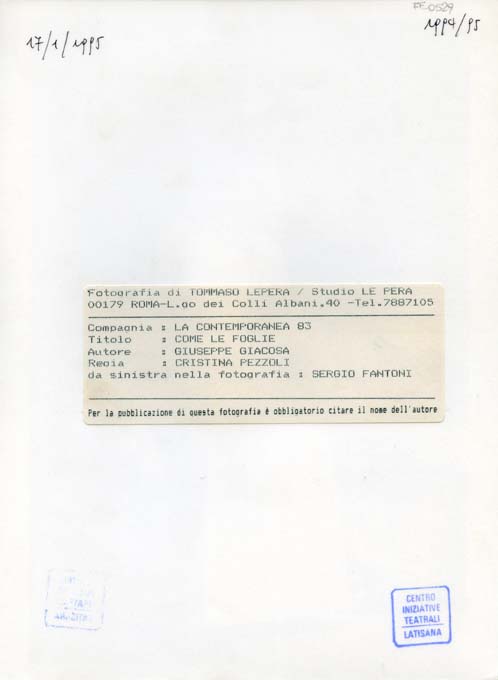 FE0529
17/1/1995
1994/95
Fotografia di TOMMASO LEPERA / Studio LE PERA
00179 ROMA-L.go dei Colli Albani.40 -Tel.7887105
Compagnia : LA CONTEMPORANEA 83
Titolo : COME LE FOGLIE
Autore : GIUSEPPE GIACOSA
Regia : CRISTINA PEZZOLI
da sinistra nella fotografia : SERGIO FANTONI
Per la pubblicazione di questa fotografia è obbligatorio citare il nome dell'autore
CENTRO
INIZIATIVE
TEATRALI
LATISANA